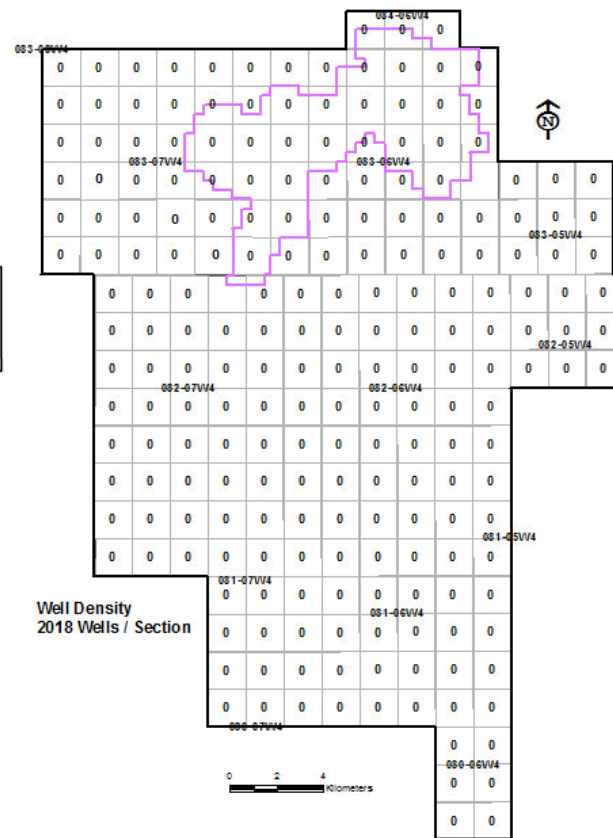 084-06W4
0 0 0
083-08W4
0 0 0 0 0 0 0 0 0 0 0 0
0 0 0 0 0 0 0 0 0 0 0 0
N
0 0 0 0 0 0 0 0 0 0 0 0
083-07W4 083-06W4
0 0 0 0 0 0 0 0 0 0 0 0 0 0 0
0 0 0 0 0 0 0 0 0 0 0 0 0 0 0
083-05W4
0 0 0 0 0 0 0 0 0 0 0 0 0 0 0
0 0 0 0 0 0 0 0 0 0 0 0 0
0 0 0 0 0 0 0 0 0 0 0 0 0 0
082-05W4
0 0 0 0 0 0 0 0 0 0 0 0 0 0
082-07W4 082-06W4
0 0 0 0 0 0 0 0 0 0 0
0 0 0 0 0 0 0 0 0 0 0
0 0 0 0 0 0 0 0 0 0 0
0 0 0 0 0 0 0 0 0 0 0
081-05W4
0 0 0 0 0 0 0 0 0 0 0
081-07W4
0 0 0 0 0 0 0 0
Well Density
081-06W4
2018 Wells / Section
0 0 0 0 0 0 0 0
0 0 0 0 0 0 0 0
0 0 0 0 0 0 0 0
080-07W4
0 0
080-06W4
0 0
0 2 4
Kilometers
0 0